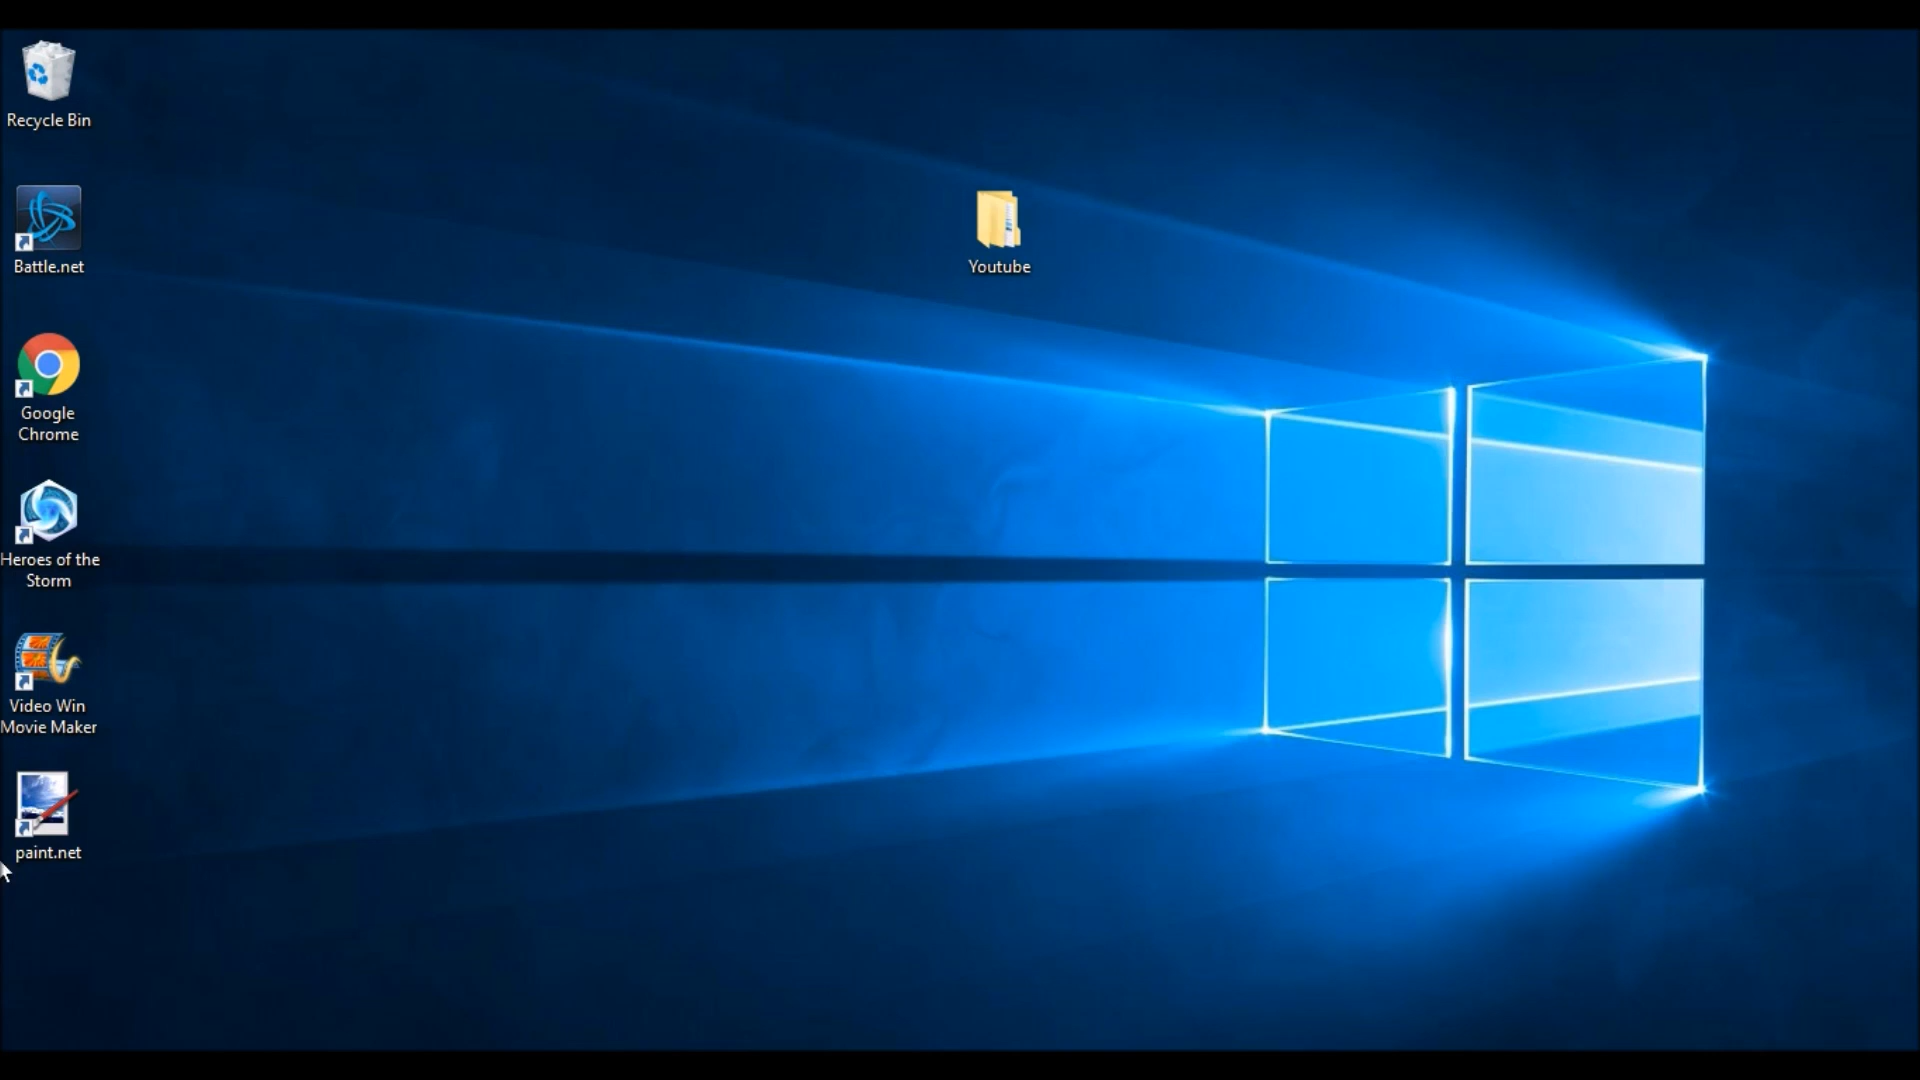 Recycle Bin
Battle.net
Youtube
Google
Chrome
Heroes of the
Storm
Video Win
Movie Maker
paint.net